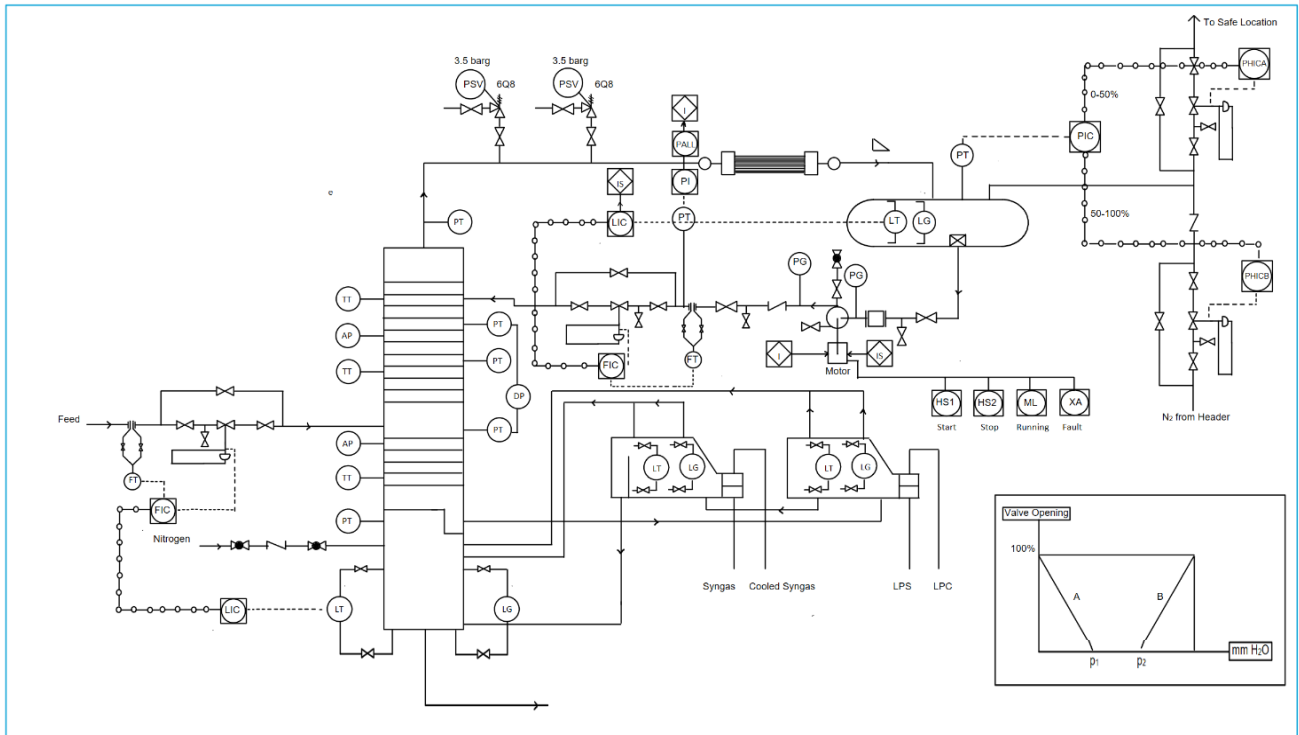 To Safe Location
3.5 barg
3.5 barg
PSV
6Q8
PSV
6Q8
PHICA
I
0-50%
PALL
PIC
PT
e
IS
PI
LIC
PT
LT
LG
50-100%
PT
PG
PG
PHICB
TT
PT
AP
PT
TT
FIC
FT
I
IS
Motor
DP
HS1
HS2
ML
XA
Start
Stop
Running
Fault
N₂ from Header
Feed
PT
AP
LT
LG
LT
LG
TT
FT
FIC
PT
Nitrogen
Valve Opening
100%
Syngas
Cooled Syngas
LPS
LPC
LIC
LT
LG
A
B
mm H₂O
p₁
p₂